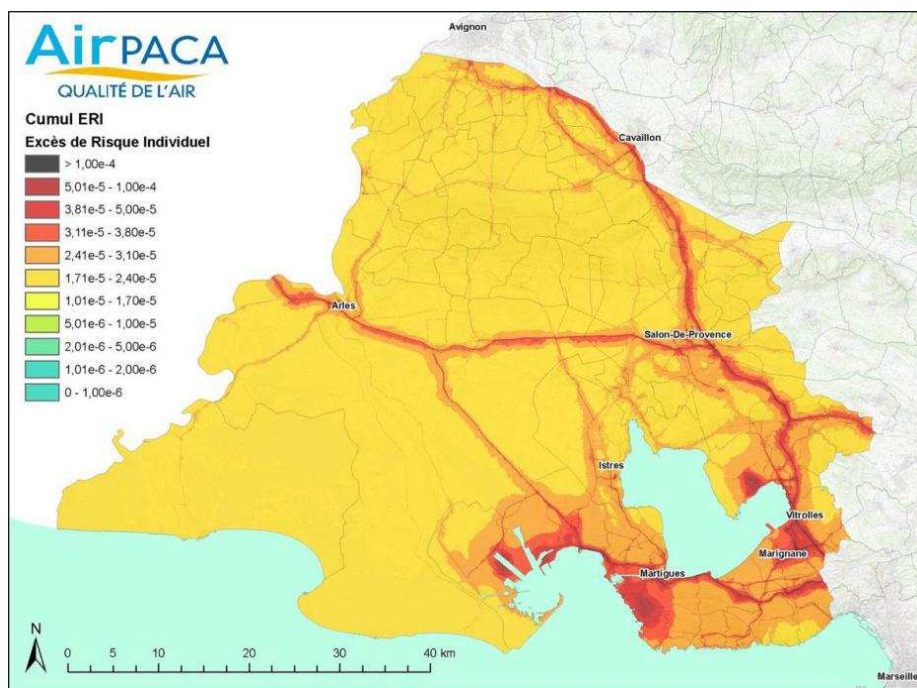 Avignon
AirPACA
QUALITÉ DE L'AIR
Cumul ERI
Excès de Risque Individuel
> 1,00e-4
5,01e-5 - 1,00e-4
3,81e-5 - 5,00e-5
3,11e-5 - 3,80e-5
2,41e-5 - 3,10e-5
1,71e-5 - 2,40e-5
1,01e-5 - 1,70e-5
5,01e-6 - 1,00e-5
2,01e-6 - 5,00e-6
1,01e-6 - 2,00e-6
0 - 1,00e-6
Cavaillon
Arles
Salon-De-Provence
Istres
Vitrolles
Marignane
Martigues
N
0 5 10 20 30 40 km
Marseille